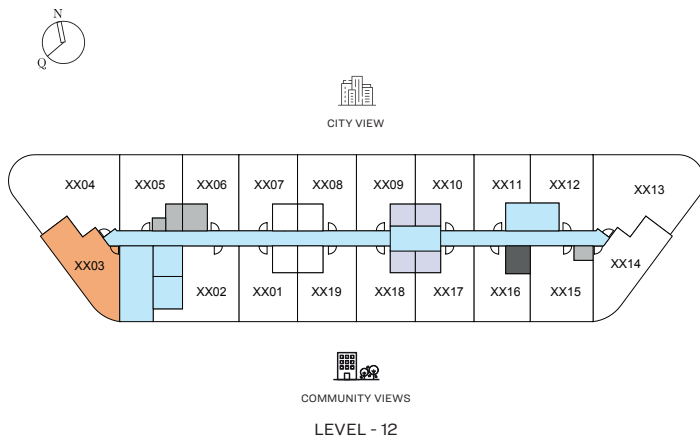 N
Q
CITY VIEW
XX04 XX05 XX06 XX07 XX08 XX09 XX10 XX11 XX12 XX13
XX03 XX14
XX02 XX01 XX19 XX18 XX17 XX16 XX15
COMMUNITY VIEWS
LEVEL - 12